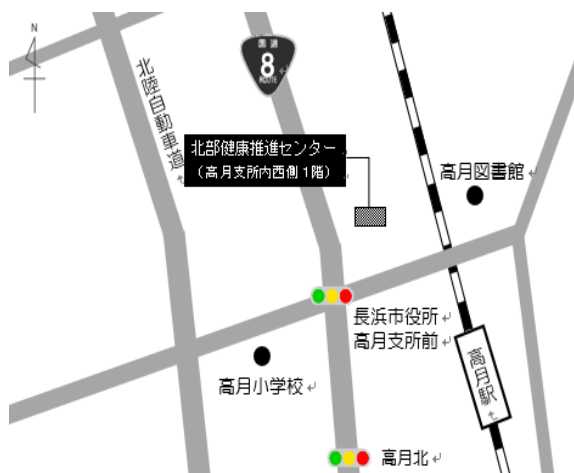 N
国道
8
ROUTE
北陸自動車道
北部健康推進センター
(高月支所内西側1階)
高月図書館
長浜市役所
高月支所前
高月小学校
高月駅
高月北